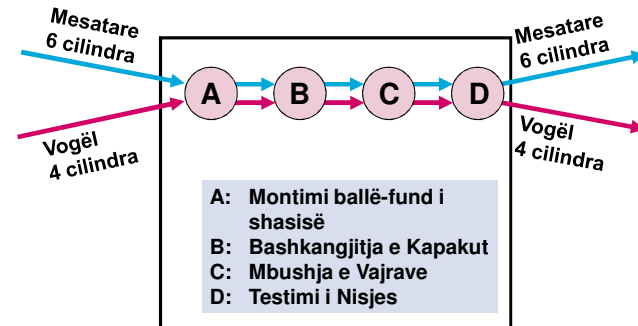 Mesatare
6 cilindra
Mesatare
6 cilindra
A
B
C
D
Vogël
4 cilindra
Vogël
4 cilindra
A: Montimi ballë-fund i
shasisë
B: Bashkangjitja e Kapakut
C: Mbushja e Vajrave
D: Testimi i Nisjes